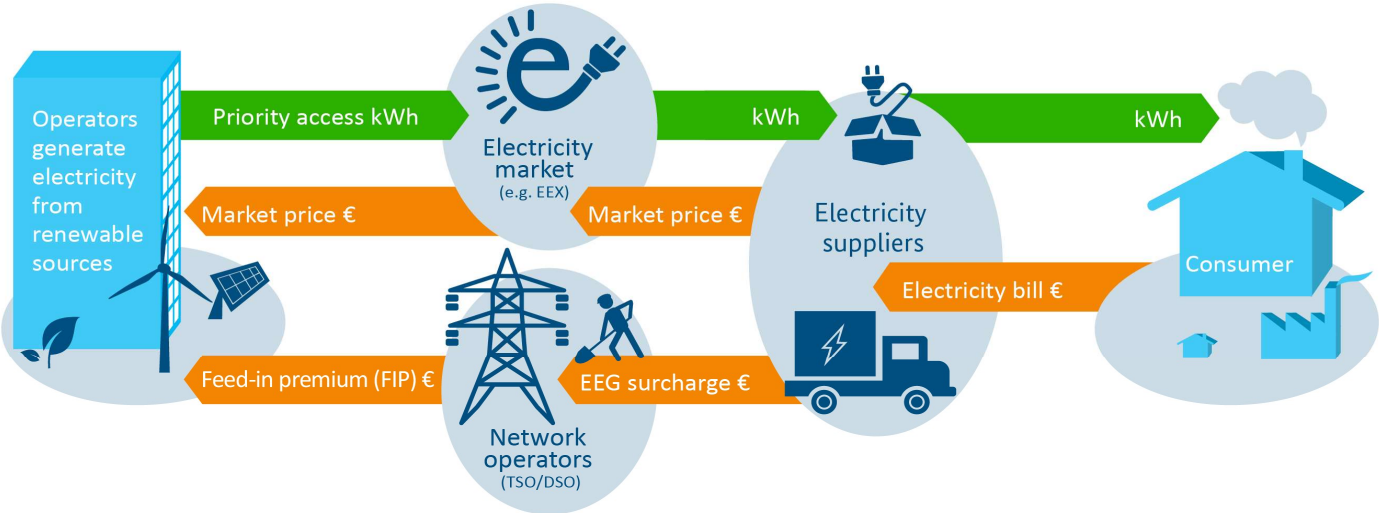 Operators
generate
electricity
from
renewable
sources
Priority access kWh
Electricity
market
(e.g. EEX)
kWh
kWh
Market price €
Market price €
Electricity
suppliers
Consumer
Electricity bill €
Feed-in premium (FIP) €
EEG surcharge €
Network
operators
(TSO/DSO)